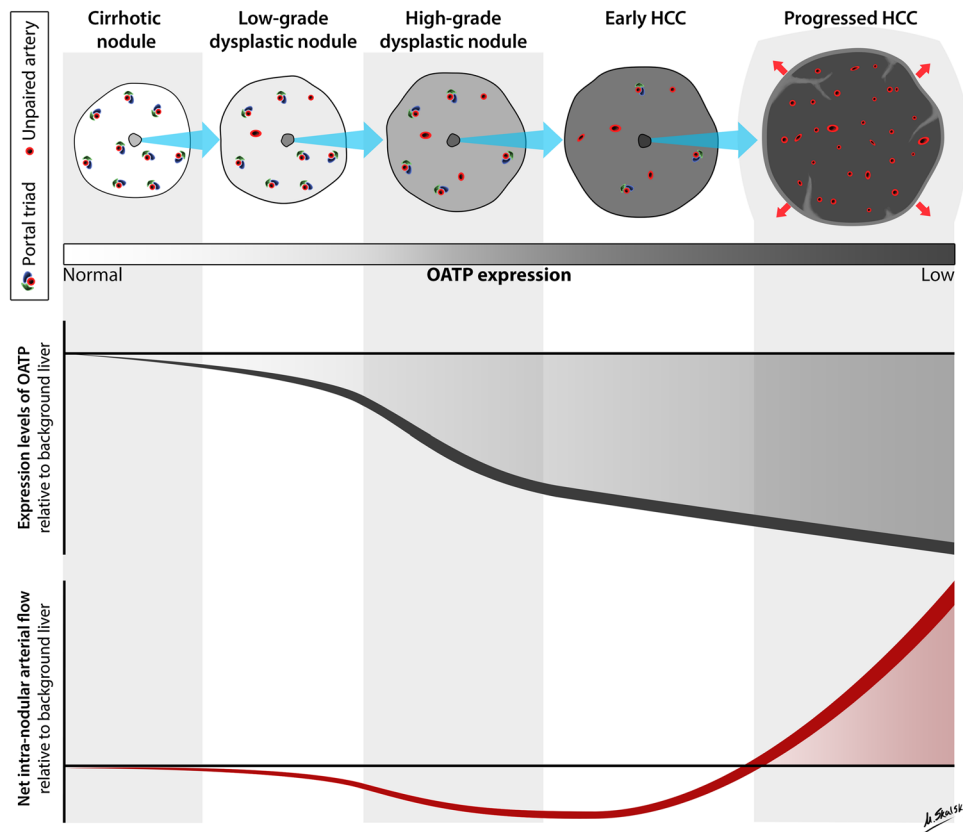 Cirrhotic
nodule
Low-grade
dysplastic nodule
High-grade
dysplastic nodule
Early HCC
Progressed HCC
Portal triad
Unpaired artery
Normal
OATP expression
Low
Expression levels of OATP
relative to background liver
Net intra-nodular arterial flow
relative to background liver